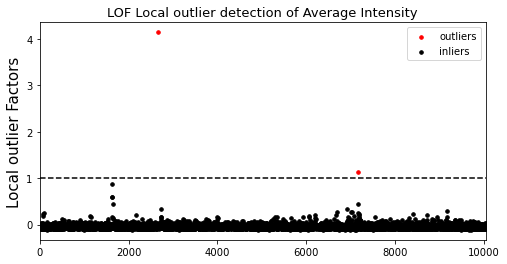 LOF Local outlier detection of Average Intensity
Local outlier Factors
4
3
2
1
0
outliers
inliers
0 2000 4000 6000 8000 10000